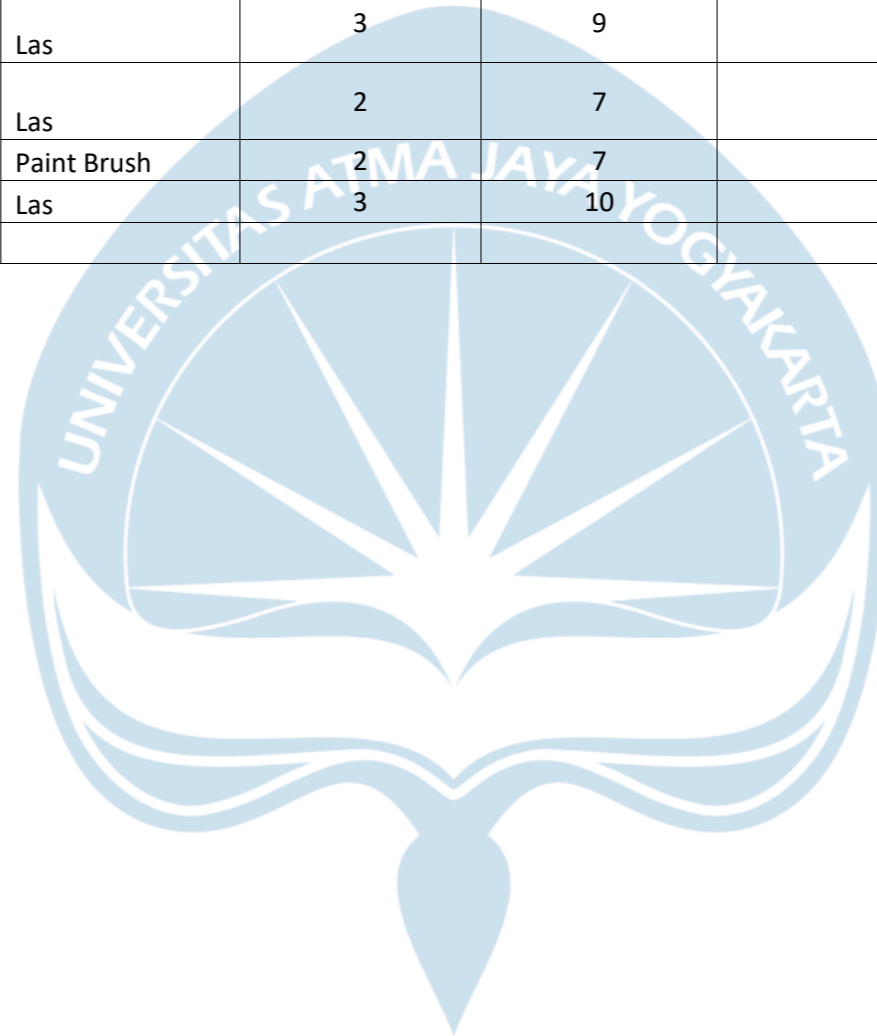 Las 3 9
Las 2 7
Paint Brush 2 7
Las 3 10
UNIVERSITAS ATMA JAYA YOGYAKARTA